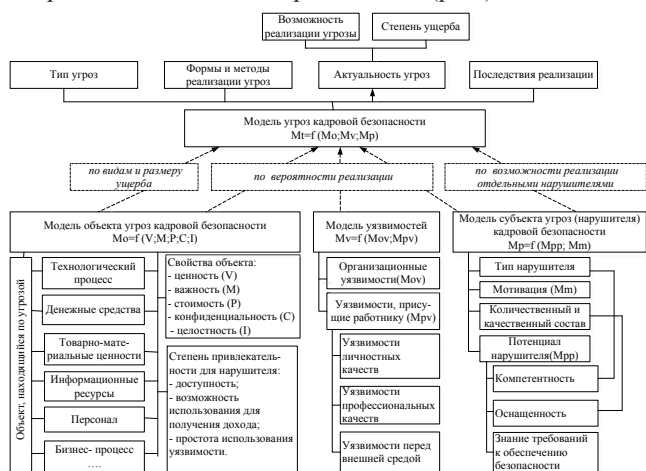 Возможность
реализации угрозы
Степень ущерба
Тип угроз
Формы и методы
реализации угроз
Актуальность угроз
Последствия реализации
Модель угроз кадровой безопасности
Mt=f (Mo;Mv;Mp)
по видам и размеру
ущерба
по вероятности реализации
по возможности реализации
отдельными нарушителями
Модель объекта угроз кадровой безопасности
Mo=f (V;M;P;C;I)
Объект, находящийся по угрозой
Технологический
процесс
Денежные средства
Товарно-мате-
риальные ценности
Информационные
ресурсы
Персонал
Бизнес- процесс
….
Свойства объекта:
- ценность (V)
- важность (M)
- стоимость (P)
- конфиденциальность (C)
- целостность (I)
Степень привлекатель-
ности для нарушителя:
- доступность;
- возможность
использования для
получения дохода;
- простота использования
уязвимости.
Модель уязвимостей
Mv=f (Mov;Mpv)
Организационные
уязвимости(Mov)
Уязвимости, прису-
щие работнику (Mpv)
Уязвимости
личностных
качеств
Уязвимости
профессиональных
качеств
Уязвимости перед
внешней средой
Модель субъекта угроз (нарушителя)
кадровой безопасности
Mp=f (Mpp; Mm)
Тип нарушителя
Мотивация (Mm)
Количественный и
качественный состав
Потенциал
нарушителя(Mpp)
Компетентность
Оснащенность
Знание требований
к обеспечению
безопасности